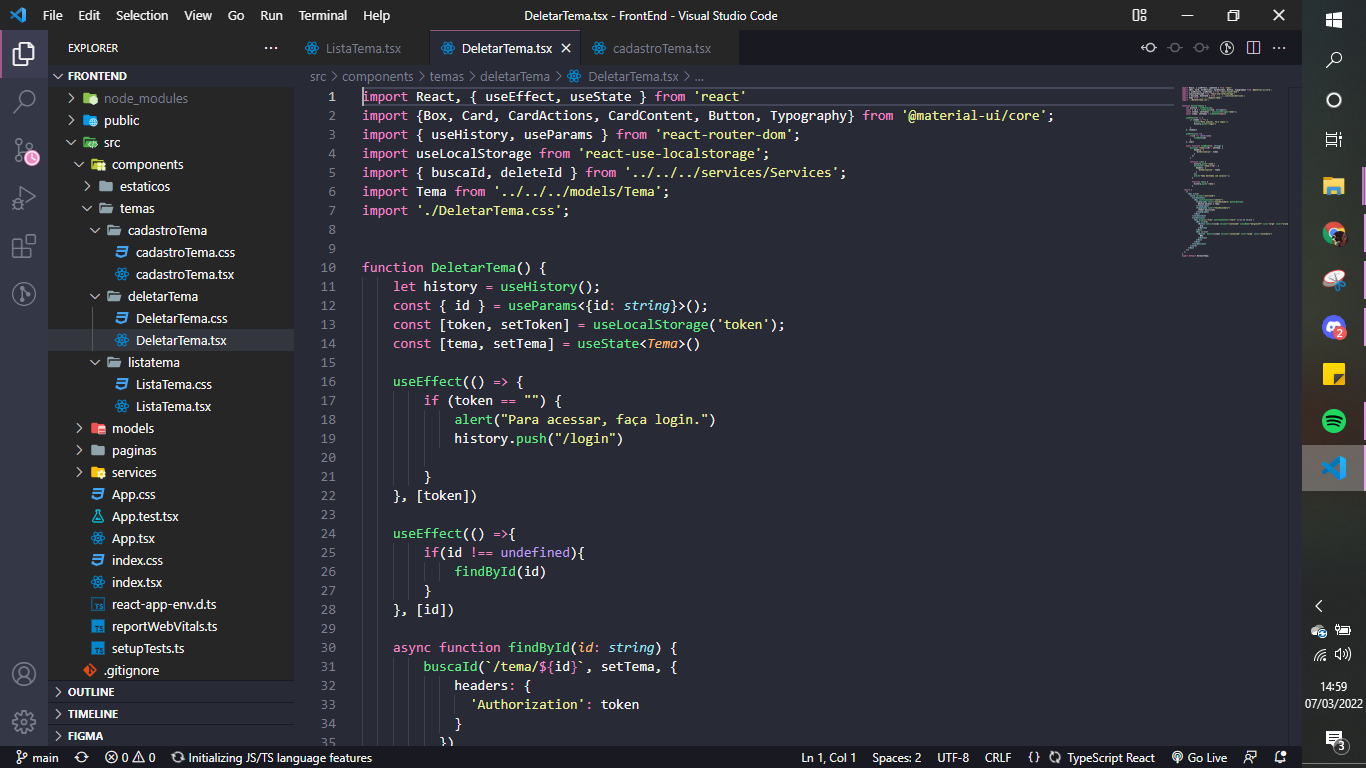 File Edit Selection View Go Run Terminal Help
DeletarTema.tsx - FrontEnd - Visual Studio Code
EXPLORER
FRONTEND
node_modules
public
src
components
estaticos
temas
cadastroTema
cadastroTema.css
cadastroTema.tsx
deletarTema
DeletarTema.css
DeletarTema.tsx
listatema
ListaTema.css
ListaTema.tsx
models
paginas
services
App.css
App.test.tsx
App.tsx
index.css
index.tsx
react-app-env.d.ts
reportWebVitals.ts
setupTests.ts
.gitignore
OUTLINE
TIMELINE
FIGMA
ListaTema.tsx DeletarTema.tsx cadastroTema.tsx
src > components > temas > deletarTema > DeletarTema.tsx > ...
1 import React, { useEffect, useState } from 'react'
2 import {Box, Card, CardActions, CardContent, Button, Typography} from '@material-ui/core';
3 import { useHistory, useParams } from 'react-router-dom';
4 import useLocalStorage from 'react-use-localstorage';
5 import { buscaId, deleteId } from '../../../services/Services';
6 import Tema from '../../../models/Tema';
7 import './DeletarTema.css';
8
9
10 function DeletarTema() {
11 let history = useHistory();
12 const { id } = useParams<{id: string}>();
13 const [token, setToken] = useLocalStorage('token');
14 const [tema, setTema] = useState<Tema>()
15
16 useEffect(() => {
17 if (token == "") {
18 alert("Para acessar, faça login.")
19 history.push("/login")
20
21 }
22 }, [token])
23
24 useEffect(() =>{
25 if(id !== undefined){
26 findById(id)
27 }
28 }, [id])
29
30 async function findById(id: string) {
31 buscaId(`/tema/${id}`, setTema, {
32 headers: {
33 'Authorization': token
34 }
35 })
main 0 0 Initializing JS/TS language features
Ln 1, Col 1 Spaces: 2 UTF-8 CRLF {} TypeScript React Go Live
2
14:59
07/03/2022
3